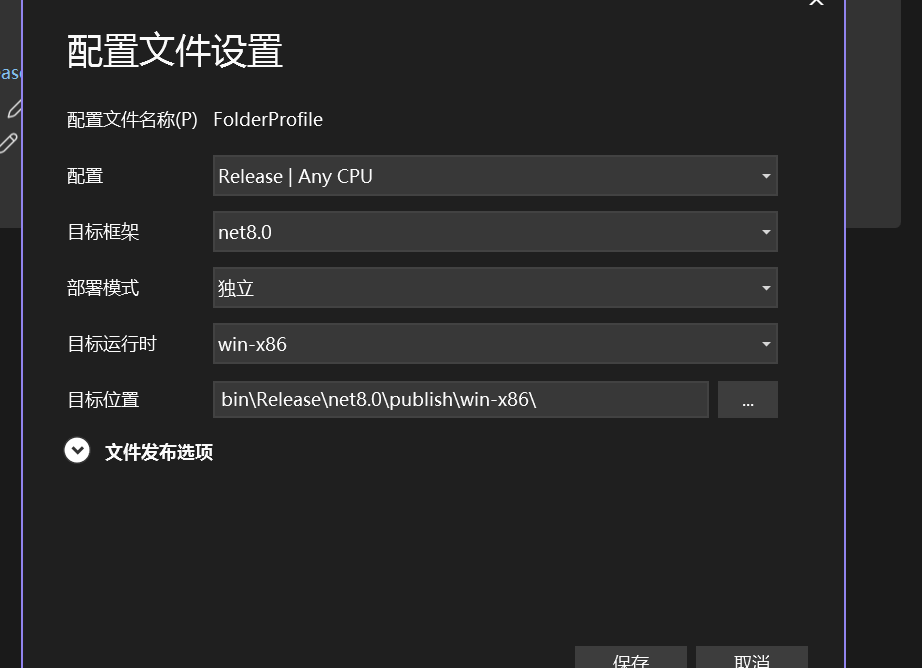 配置文件设置
配置文件名称(P) FolderProfile
配置 Release | Any CPU
目标框架 net8.0
部署模式 独立
目标运行时 win-x86
目标位置 bin\Release\net8.0\publish\win-x86\ ...
文件发布选项
保存 取消